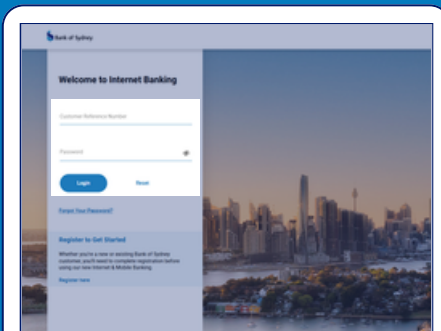 Bank of Sydney
Welcome to Internet Banking
Customer Reference Number
Password
Login Reset
Forgot Your Password?
Register to Get Started
Whether you're a new or existing Bank of Sydney
customer, you'll need to complete registration before
using our new Internet & Mobile Banking.
Register now